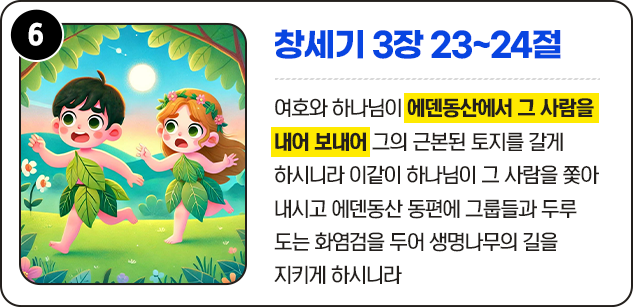 6
창세기 3장 23~24절
여호와 하나님이 에덴동산에서 그 사람을
내어 보내어 그의 근본된 토지를 갈게
하시니라 이같이 하나님이 그 사람을 쫓아
내시고 에덴동산 동편에 그룹들과 두루
도는 화염검을 두어 생명나무의 길을
지키게 하시니라